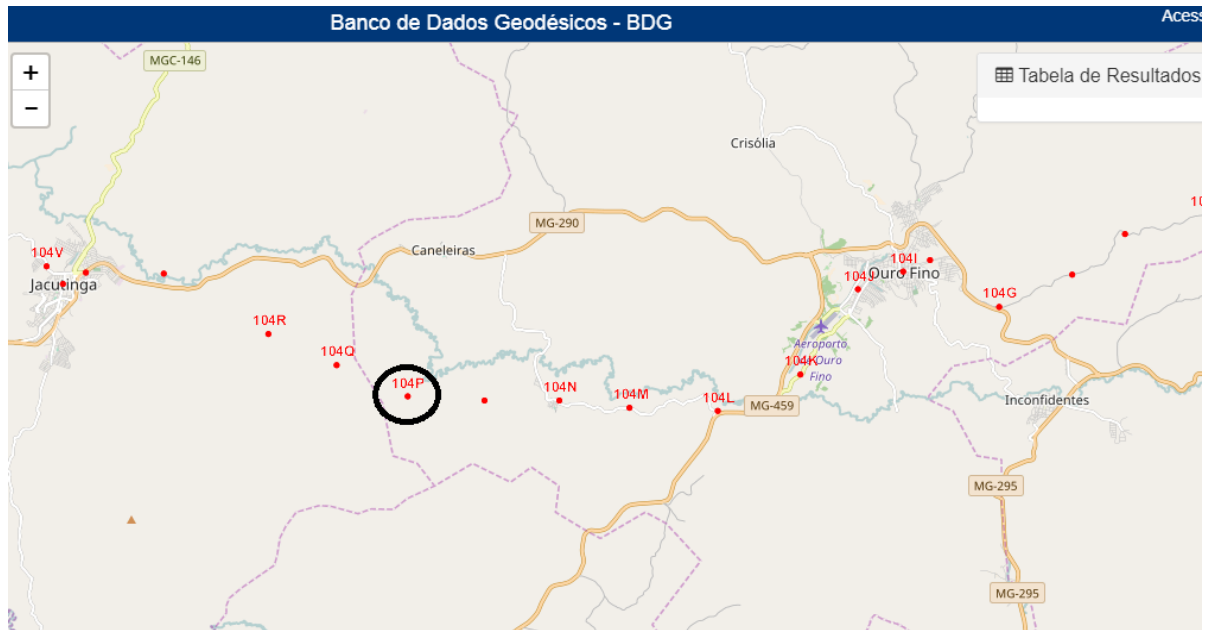 Banco de Dados Geodésicos - BDG
Acess
+
−
MGC-146
Tabela de Resultados
Crisólia
10
MG-290
Caneleiras
104V
Jacutinga
104I
104J
Ouro Fino
104G
104R
104Q
Aeroporto
Ouro
Fino
104K
104P
104N
104M
104L
MG-459
Inconfidentes
MG-295
MG-295